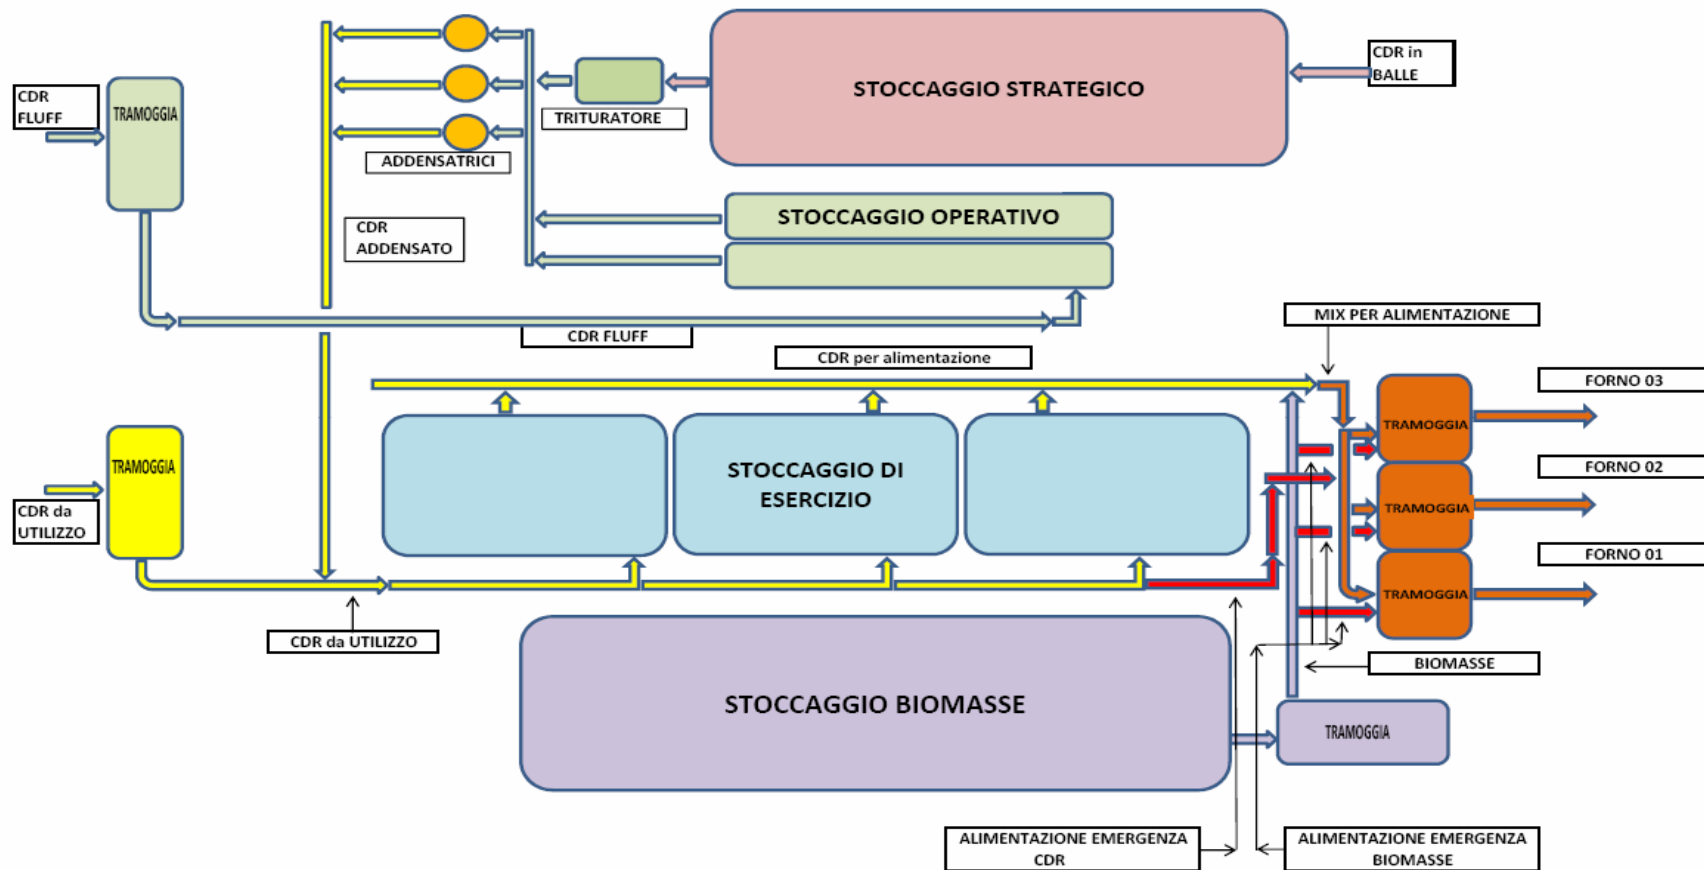 CDR in
BALLE
STOCCAGGIO STRATEGICO
CDR
FLUFF
TRAMOGGIA
TRITURATORE
ADDENSATRICI
STOCCAGGIO OPERATIVO
CDR
ADDENSATO
MIX PER ALIMENTAZIONE
CDR FLUFF
CDR per alimentazione
FORNO 03
TRAMOGGIA
TRAMOGGIA
STOCCAGGIO DI
ESERCIZIO
FORNO 02
TRAMOGGIA
CDR da
UTILIZZO
FORNO 01
TRAMOGGIA
CDR da UTILIZZO
BIOMASSE
STOCCAGGIO BIOMASSE
TRAMOGGIA
ALIMENTAZIONE EMERGENZA
CDR
ALIMENTAZIONE EMERGENZA
BIOMASSE